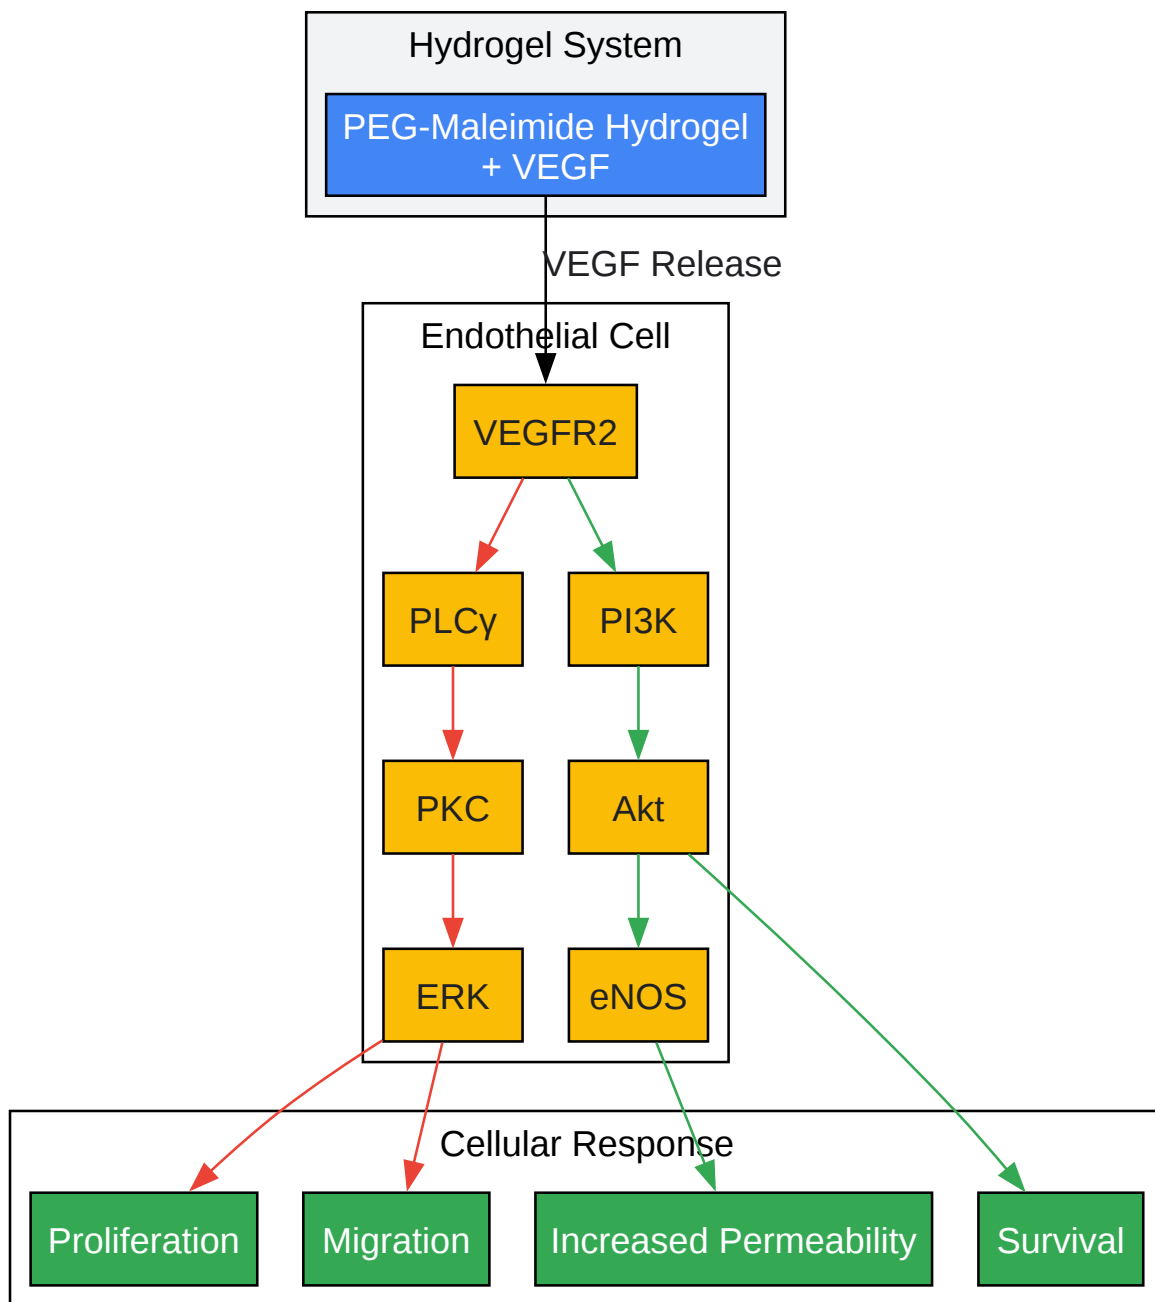 Hydrogel System
PEG-Maleimide Hydrogel
+ VEGF
VEGF Release
Endothelial Cell
VEGFR2
PLCγ
PI3K
PKC
Akt
ERK
eNOS
Cellular Response
Proliferation
Migration
Increased Permeability
Survival